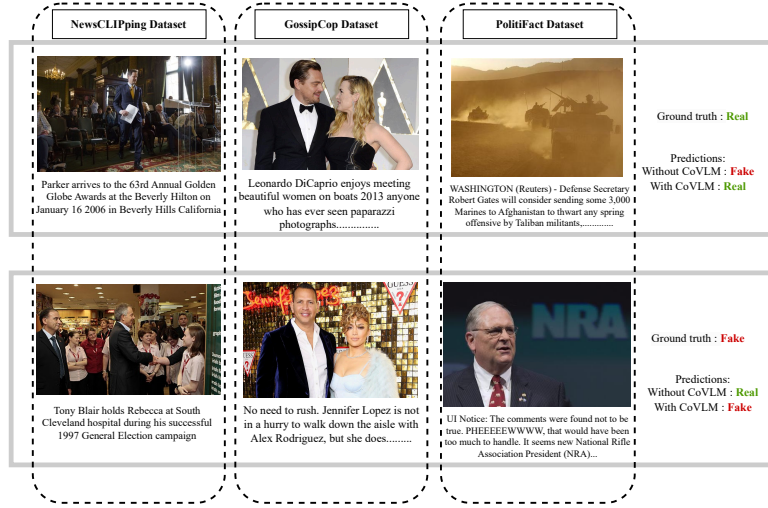 NewsCLIPping Dataset
GossipCop Dataset
PolitiFact Dataset
Parker arrives to the 63rd Annual Golden
Globe Awards at the Beverly Hilton on
January 16 2006 in Beverly Hills California
Leonardo DiCaprio enjoys meeting
beautiful women on boats 2013 anyone
who has ever seen paparazzi
photographs...............
WASHINGTON (Reuters) - Defense Secretary
Robert Gates will consider sending some 3,000
Marines to Afghanistan to thwart any spring
offensive by Taliban militants,............
Ground truth : Real
Predictions:
Without CoVLM : Fake
With CoVLM : Real
GUESS
?
NRA
Tony Blair holds Rebecca at South
Cleveland hospital during his successful
1997 General Election campaign
No need to rush. Jennifer Lopez is not
in a hurry to walk down the aisle with
Alex Rodriguez, but she does.........
UI Notice: The comments were found not to be
true. PHEEEEEWWWW, that would have been
too much to handle. It seems new National Rifle
Association President (NRA)...
Ground truth : Fake
Predictions:
Without CoVLM : Real
With CoVLM : Fake